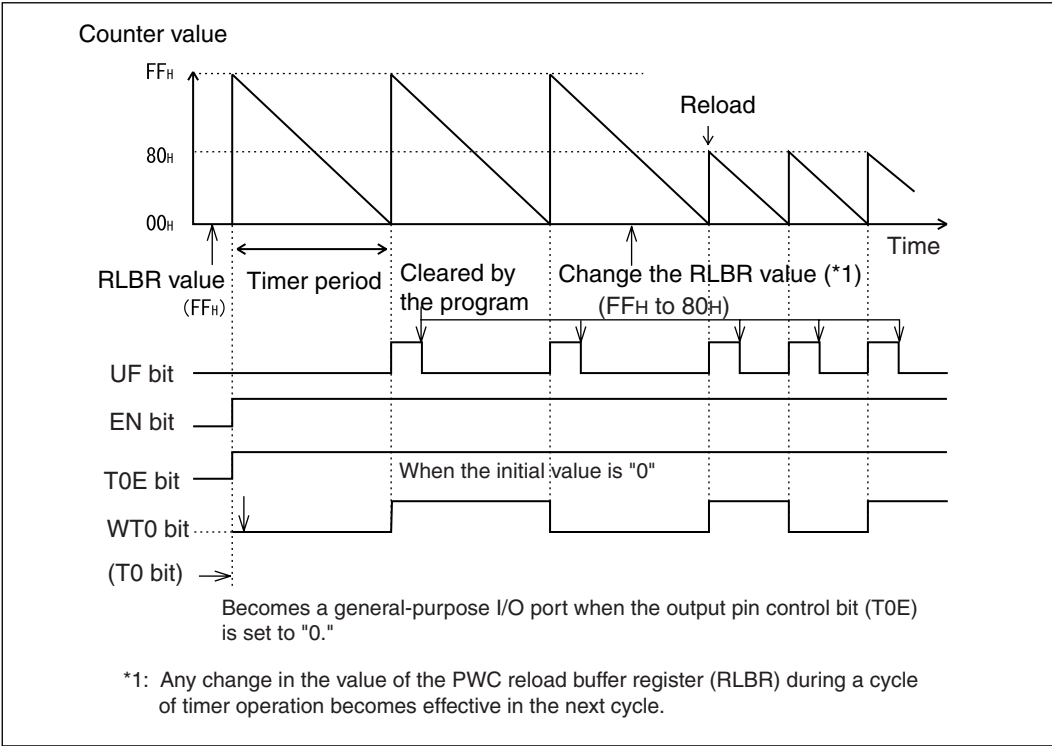 Counter value
FFH
Reload
80H
00H
Time
RLBR value
(FFH)
Timer period
Cleared by
the program
Change the RLBR value (*1)
(FFH to 80H)
UF bit
EN bit
T0E bit
When the initial value is "0"
WT0 bit
(T0 bit)
Becomes a general-purpose I/O port when the output pin control bit (T0E)
is set to "0."
*1: Any change in the value of the PWC reload buffer register (RLBR) during a cycle
of timer operation becomes effective in the next cycle.